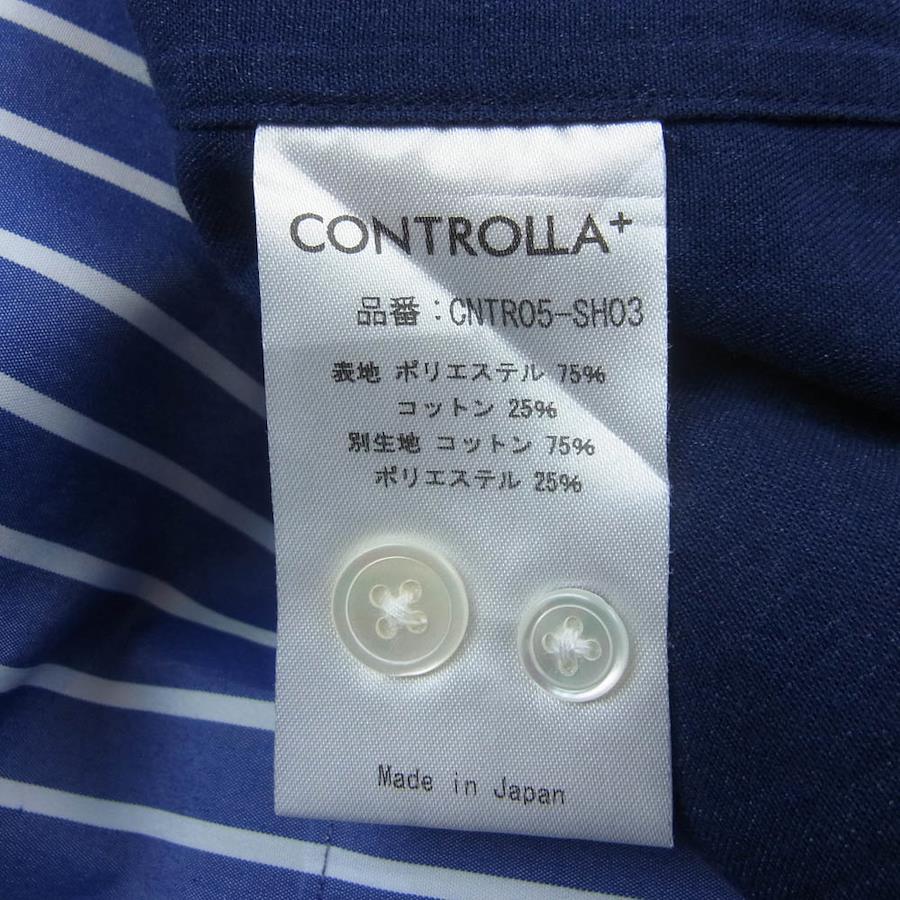 CONTROLLA+
品番：CNTR05-SH03
表地 ポリエステル 75%
コットン 25%
別生地 コットン 75%
ポリエステル 25%
Made in Japan